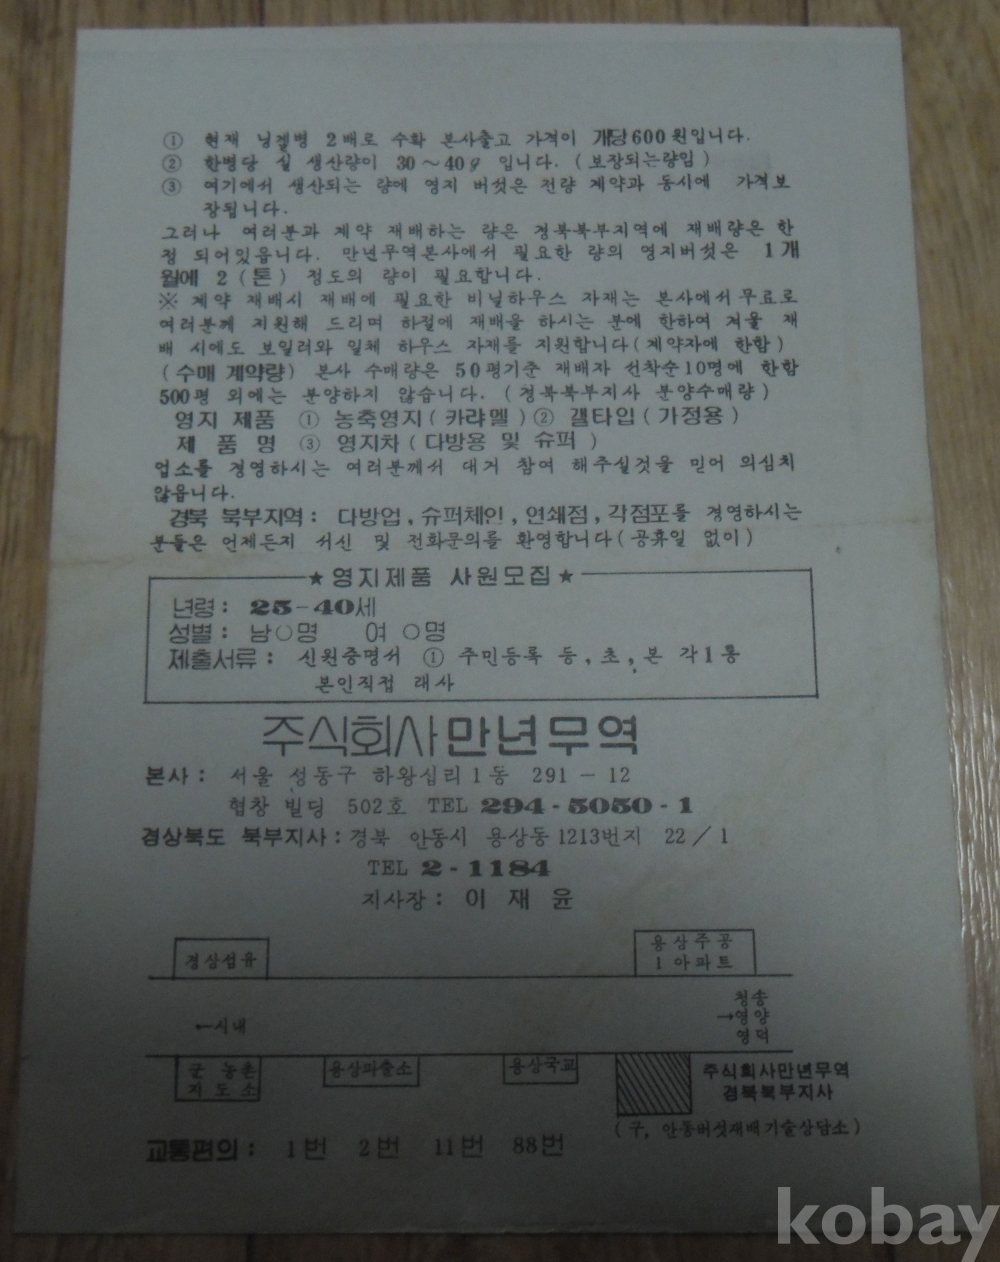 ① 현재 닝겔병 2배로 수확 본사출고 가격이 개당600원입니다.
② 한병당 실 생산량이 30～40g 입니다. (보장되는량임)
③ 여기에서 생산되는 량에 영지 버섯은 전량 계약과 동시에 가격보
장됩니다.
그러나 여러분과 계약 재배하는 량은 경북북부지역에 재배량은 한
정 되어있읍니다. 만년무역본사에서 필요한 량의 영지버섯은 1개
월에 2 (톤) 정도의 량이 필요합니다.
※ 계약 재배시 재배에 필요한 비닐하우스 자재는 본사에서 무료로
여러분께 지원해 드리며 하절에 재배을 하시는 분에 한하여 겨울 재
배 시에도 보일러와 일체 하우스 자재를 지원합니다(계약자에 한함)
(수매 계약량) 본사 수매량은 50평기준 재배자 선착순10명에 한함
500평 외에는 분양하지 않습니다. (경북북부지사 분양수매량)
영지 제품 ① 농축영지(카랴멜) ② 갤타입(가정용)
제 품 명 ③ 영지차(다방용 및 슈퍼)
업소를 경영하시는 여러분께서 대거 참여 해주실것을 믿어 의심치
않읍니다.
경북 북부지역: 다방업, 슈퍼체인, 연쇄점, 각점포를 경영하시는
분들은 언제든지 서신 및 전화문의를 환영합니다(공휴일 없이)
★영지제품 사원모집★
년령: 25-40세
성별: 남○명 여 ○명
제출서류: 신원증명서 ① 주민등록 등, 초, 본 각1통
본인직접 래사
주식회사만년무역
본사: 서울 성동구 하왕십리1동 291-12
협창 빌딩 502호 TEL 294-5050-1
경상북도 북부지사: 경북 안동시 용상동1213번지 22/1
TEL 2-1184
지사장: 이재윤
경상섬유
용상주공
1 아파트
청송
←시내 →영양
영덕
군 농촌
지도소
용상파출소
용상국교
주식회사만년무역
경북북부지사
(구, 안동버섯재배기술상담소)
교통편의: 1번 2번 11번 88번
kobay